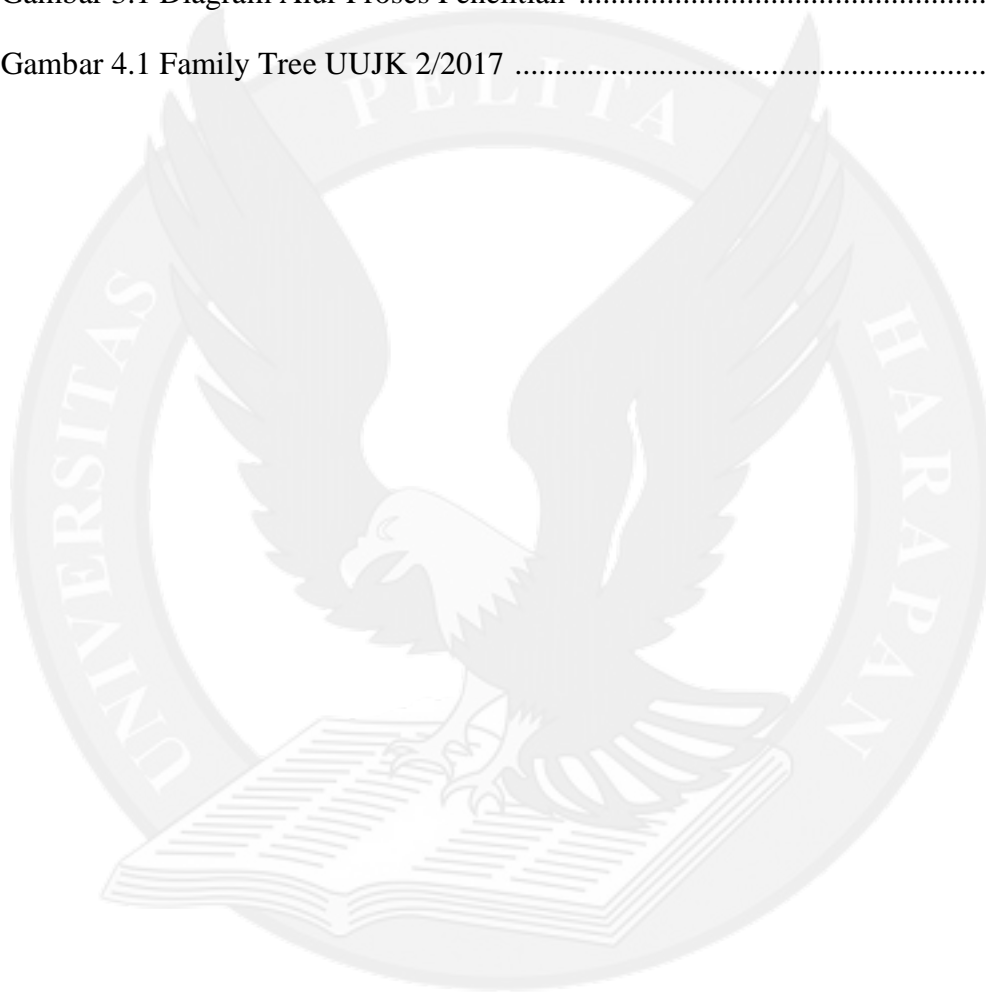 Gambar 3.1 Diagram Alur Proses Penelitian ............................................
Gambar 4.1 Family Tree UUJK 2/2017 ...................................................
UNIVERSITAS PELITA HARAPAN